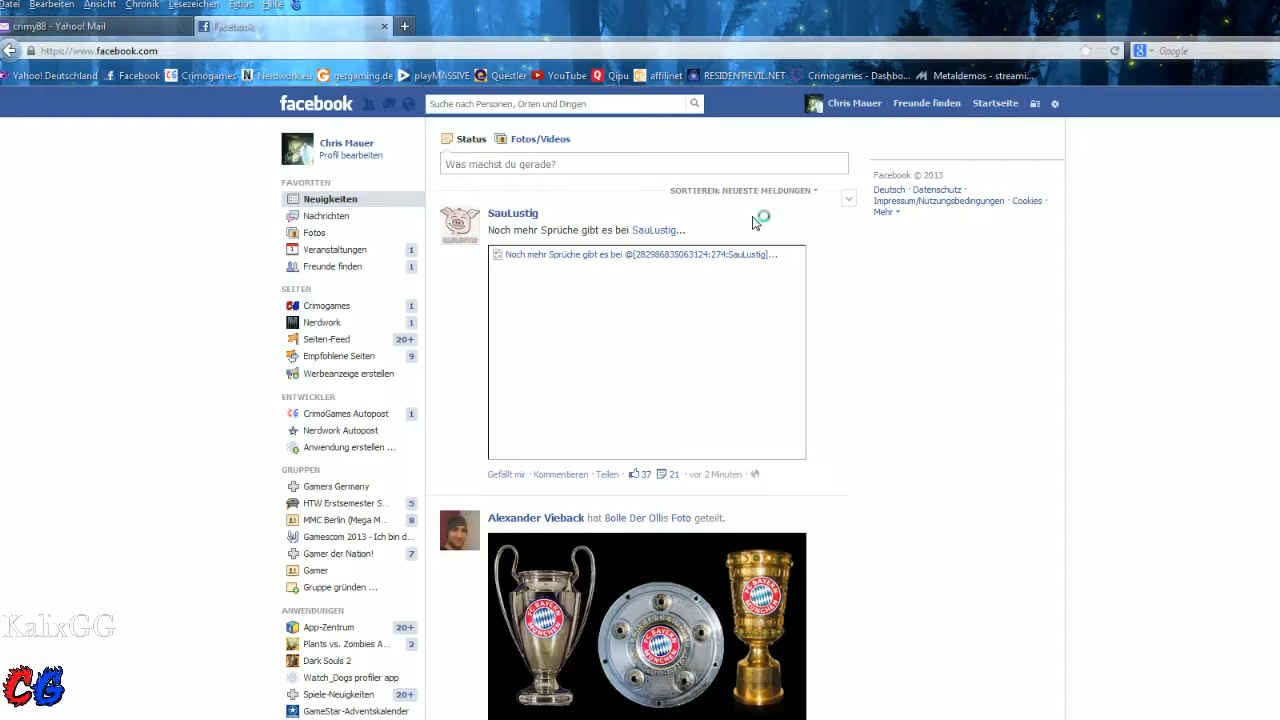 Datei Bearbeiten Ansicht Chronik Lesezeichen Extras Hilfe
crimy88 - Yahoo! Mail
Facebook
https://www.facebook.com
Google
Yahoo! Deutschland Facebook Crimogames Nerdwork.eu getgaming.de playMASSIVE Questler YouTube Qipu affilinet RESIDENT EVIL.NET Crimogames - Dashbo... Metaldemos - streami...
facebook
Suche nach Personen, Orten und Dingen
Chris Mauer Freunde finden Startseite
Chris Mauer
Profil bearbeiten
FAVORITEN
Neuigkeiten
Nachrichten
Fotos
Veranstaltungen 1
Freunde finden 1
SEITEN
Crimogames 1
Nerdwork 1
Seiten-Feed 20+
Empfohlene Seiten 9
Werbeanzeige erstellen
ENTWICKLER
CrimoGames Autopost 1
Nerdwork Autopost
Anwendung erstellen ...
GRUPPEN
Gamers Germany
HTW Erstsemester S... 5
MMC Berlin (Mega M... 8
Gamescom 2013 - Ich bin d...
Gamer der Nation! 7
Gamer
Gruppe gründen ...
ANWENDUNGEN
App-Zentrum 20+
Plants vs. Zombies A... 2
Dark Souls 2
Watch_Dogs profiler app
Spiele-Neuigkeiten 20+
GameStar-Adventskalender
Status Fotos/Videos
Was machst du gerade?
SORTIEREN: NEUESTE MELDUNGEN
SauLustig
Noch mehr Sprüche gibt es bei SauLustig...
Noch mehr Sprüche gibt es bei @[282986835063124:274:SauLustig]...
Gefällt mir · Kommentieren · Teilen · 37 21 · vor 2 Minuten ·
Alexander Vieback hat Bolle Der Ollis Foto geteilt.
FC BAYERN MÜNCHEN
FC BAYERN MÜNCHEN
FC BAYERN MÜNCHEN
Facebook © 2013
Deutsch · Datenschutz ·
Impressum/Nutzungsbedingungen · Cookies ·
Mehr
KalixGG
CG